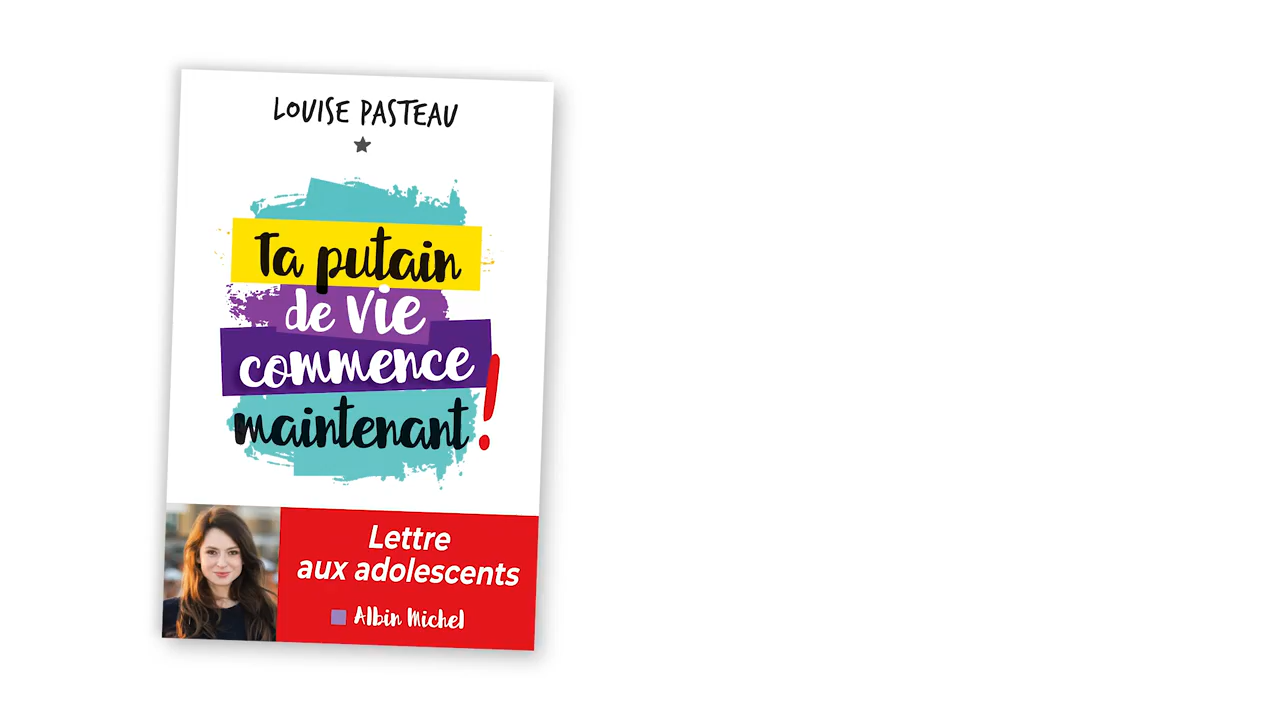 LOUISE PASTEAU
Ta putain
de vie
commence
maintenant !
Lettre
aux adolescents
Albin Michel